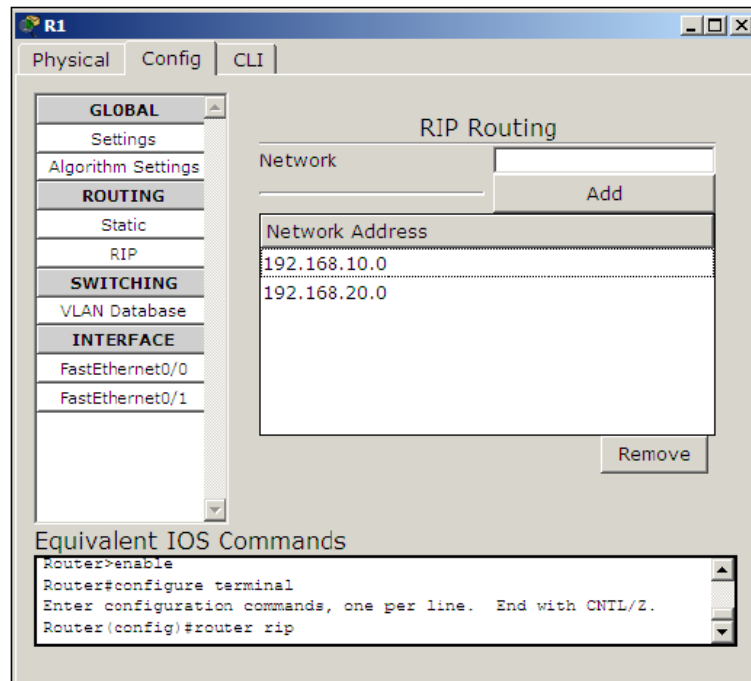 R1
Physical
Config
CLI
GLOBAL
Settings
Algorithm Settings
ROUTING
Static
RIP
SWITCHING
VLAN Database
INTERFACE
FastEthernet0/0
FastEthernet0/1
RIP Routing
Network
Add
Network Address
192.168.10.0
192.168.20.0
Remove
Equivalent IOS Commands
Router>enable
Router#configure terminal
Enter configuration commands, one per line.  End with CNTL/Z.
Router(config)#router rip